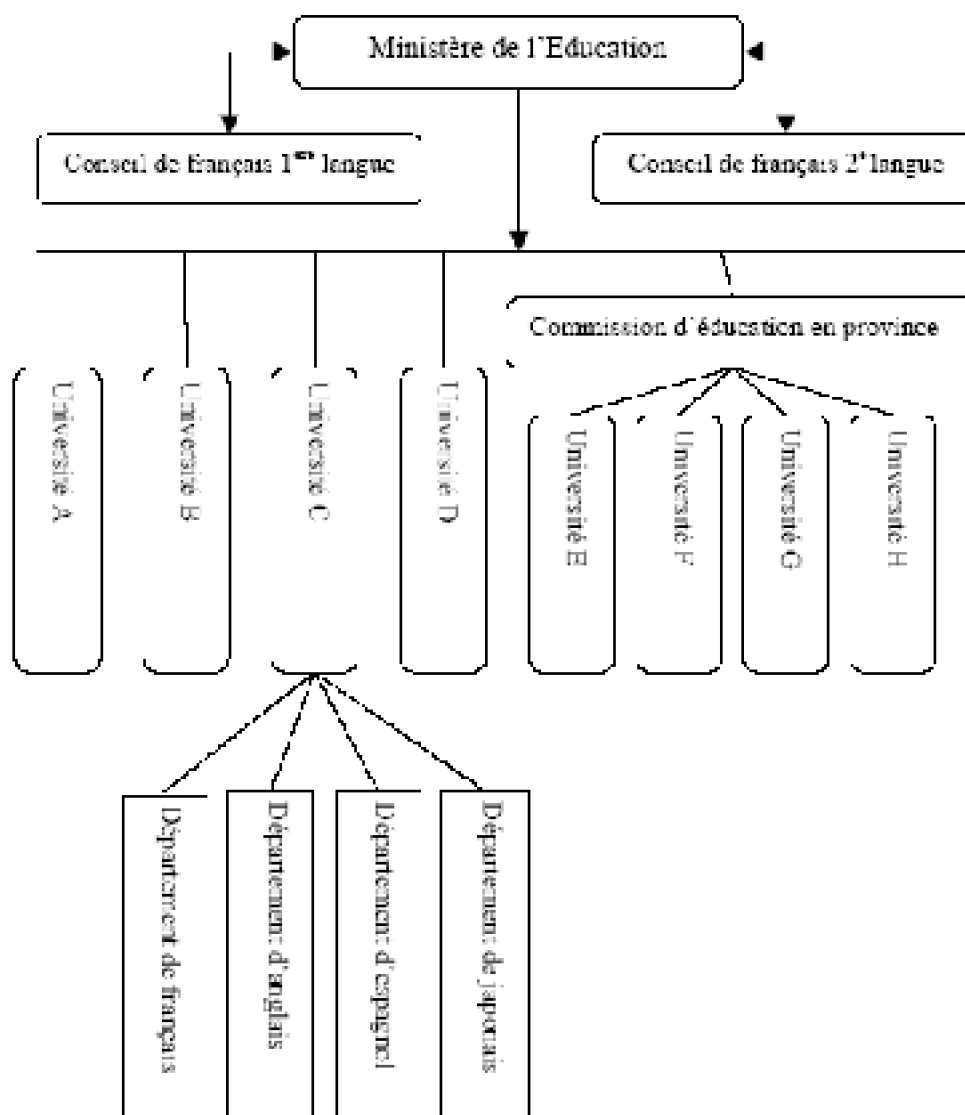 Ministère de l'Education
Conseil de français 1ère langue
Conseil de français 2e langue
Commission d'éducation en province
Université A
Université B
Université C
Université D
Université E
Université F
Université G
Université H
Département de français
Département d'anglais
Département d'espagnol
Département de japonais